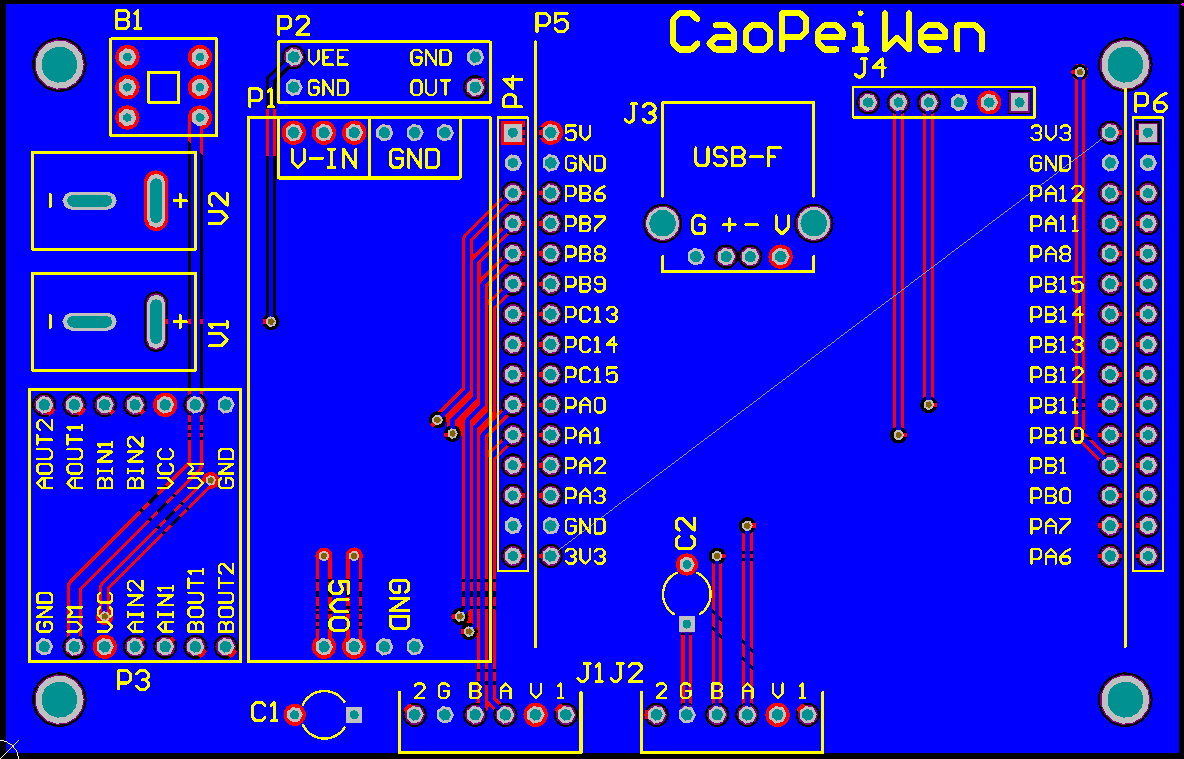 CaoPeiWen
B1
P2
P5
VEE GND
GND OUT
P1
P4
J4
J3
P6
V-IN GND
USB-F
G +- V
5V
GND
PB6
PB7
PB8
PB9
PC13
PC14
PC15
PA0
PA1
PA2
PA3
GND
3V3
3V3
GND
PA12
PA11
PA8
PB15
PB14
PB13
PB12
PB11
PB10
PB1
PB0
PA7
PA6
- +
V2
- +
V1
AOUT2
AOUT1
BIN1
BIN2
VCC
VM
GND
GND
VM
VCC
AIN2
AIN1
BOUT1
BOUT2
P3
5VO
GND
C2
C1
J1J2
2 G B A V 1
2 G B A V 1